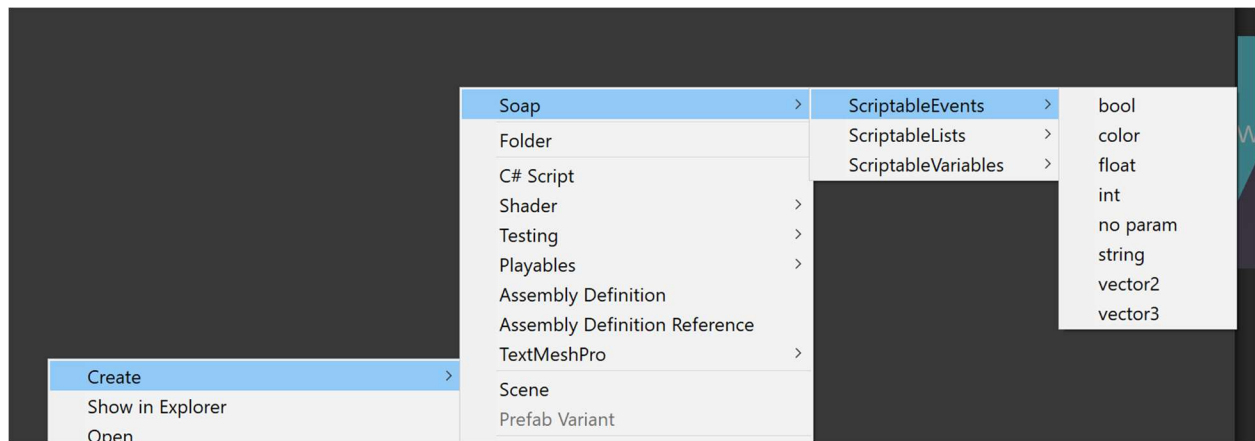 Soap
Folder
C# Script
Shader
Testing
Playables
Assembly Definition
Assembly Definition Reference
TextMeshPro
Scene
Prefab Variant
ScriptableEvents
ScriptableLists
ScriptableVariables
bool
color
float
int
no param
string
vector2
vector3
Create
Show in Explorer
Open